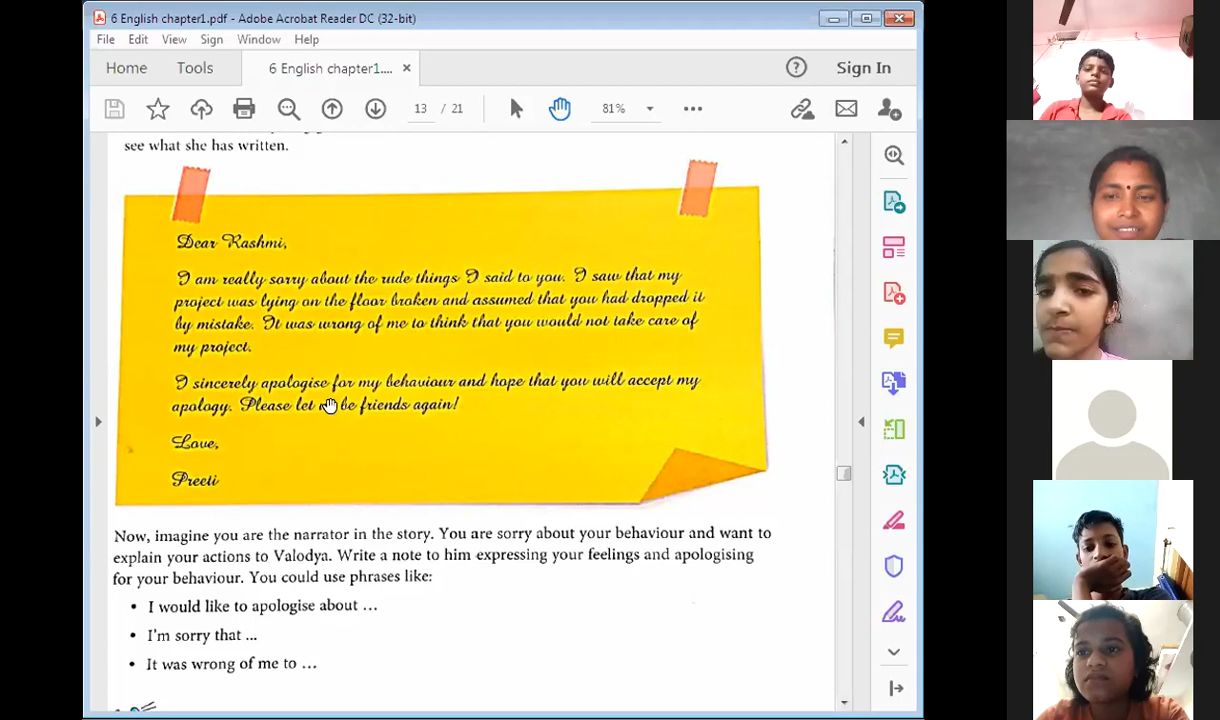 6 English chapter1.pdf - Adobe Acrobat Reader DC (32-bit)
File Edit View Sign Window Help
Home Tools 6 English chapter1.... × Sign In
13 / 21 81%
see what she has written.
Dear Rashmi,
I am really sorry about the rude things I said to you. I saw that my
project was lying on the floor broken and assumed that you had dropped it
by mistake. It was wrong of me to think that you would not take care of
my project.
I sincerely apologise for my behaviour and hope that you will accept my
apology. Please let be friends again!
Love,
Preeti
Now, imagine you are the narrator in the story. You are sorry about your behaviour and want to
explain your actions to Valodya. Write a note to him expressing your feelings and apologising
for your behaviour. You could use phrases like:
• I would like to apologise about ...
• I'm sorry that ...
• It was wrong of me to ...